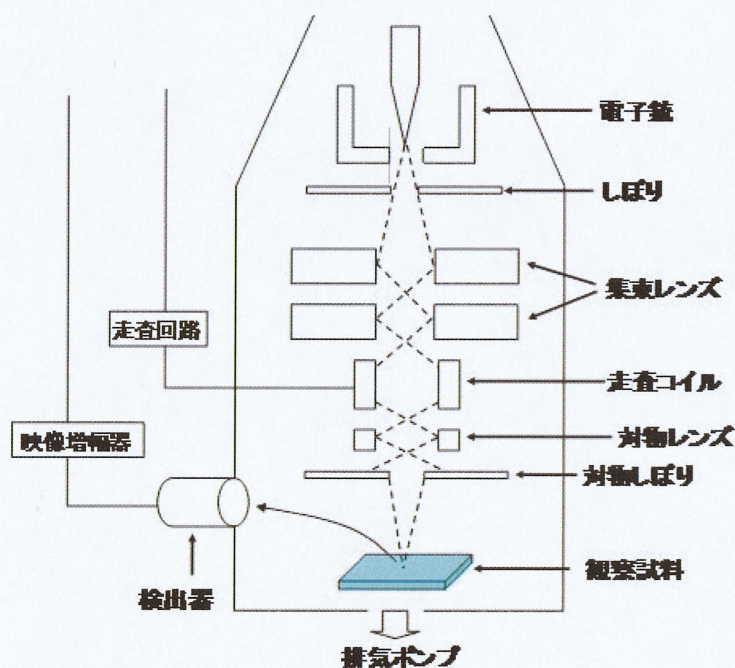 電子銃
しぼり
集束レンズ
走査回路
走査コイル
映像増幅器
対物レンズ
対物しぼり
検出器
観察試料
排気ポンプ